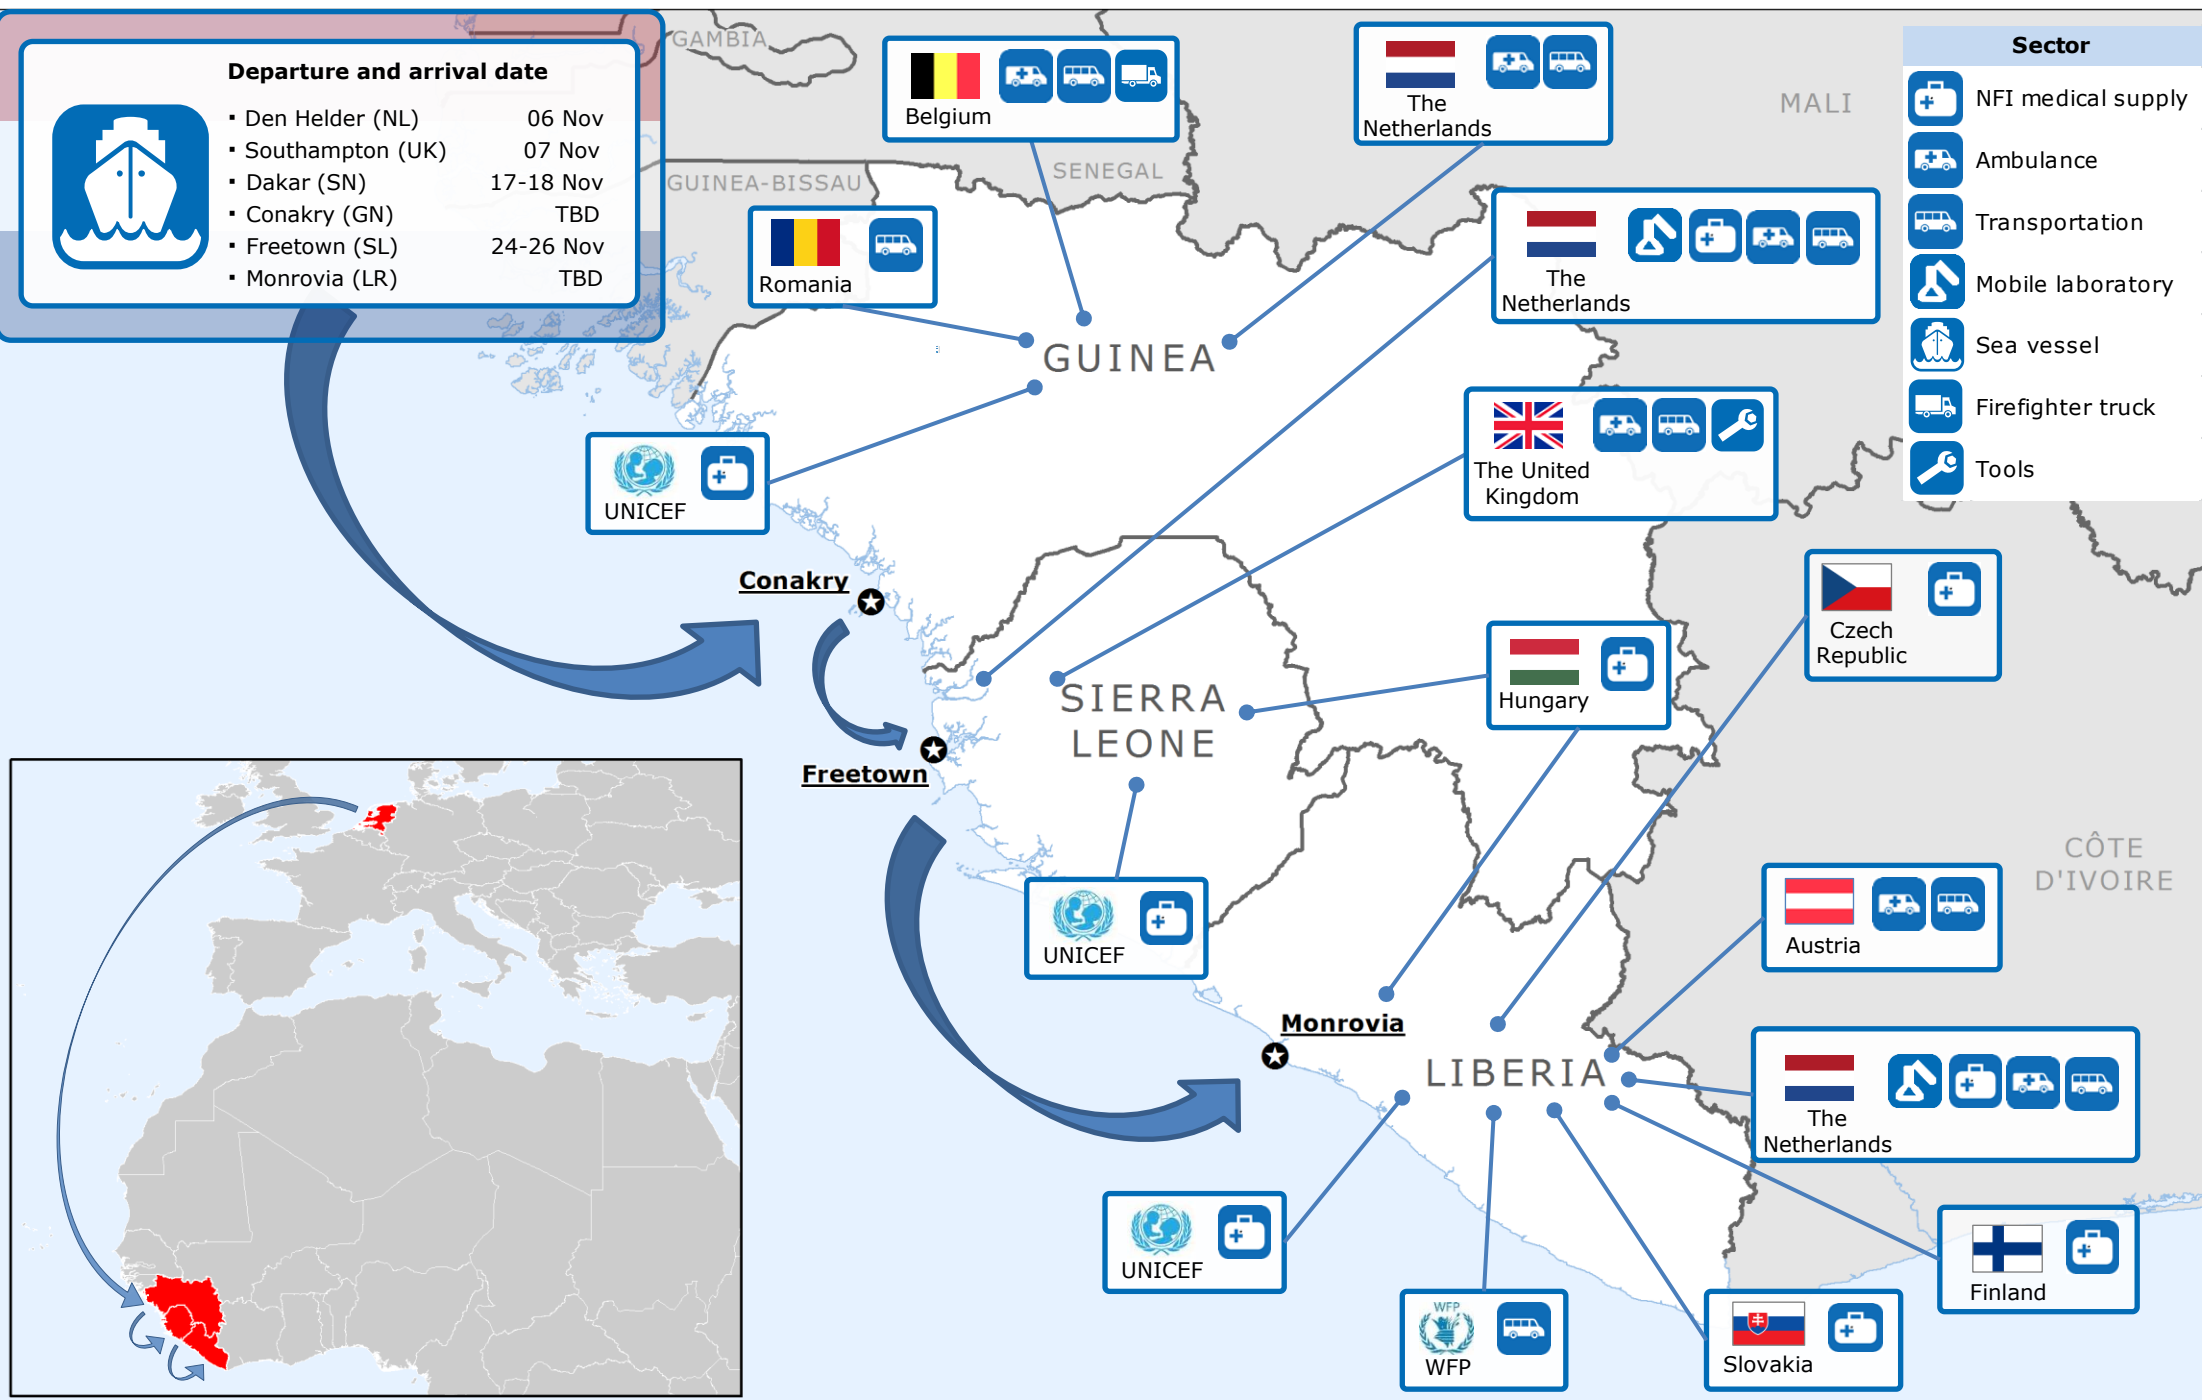 Departure and arrival date
▪ Den Helder (NL) 06 Nov
▪ Southampton (UK) 07 Nov
▪ Dakar (SN) 17-18 Nov
▪ Conakry (GN) TBD
▪ Freetown (SL) 24-26 Nov
▪ Monrovia (LR) TBD
GAMBIA
Belgium
The
Netherlands
MALI
Sector
NFI medical supply
Ambulance
Transportation
Mobile laboratory
Sea vessel
Firefighter truck
Tools
GUINEA-BISSAU
SENEGAL
Romania
The
Netherlands
GUINEA
UNICEF
The United
Kingdom
Conakry
Czech
Republic
Hungary
SIERRA
LEONE
Freetown
CÔTE
D'IVOIRE
UNICEF
Austria
Monrovia
LIBERIA
The
Netherlands
UNICEF
WFP
WFP
Slovakia
Finland